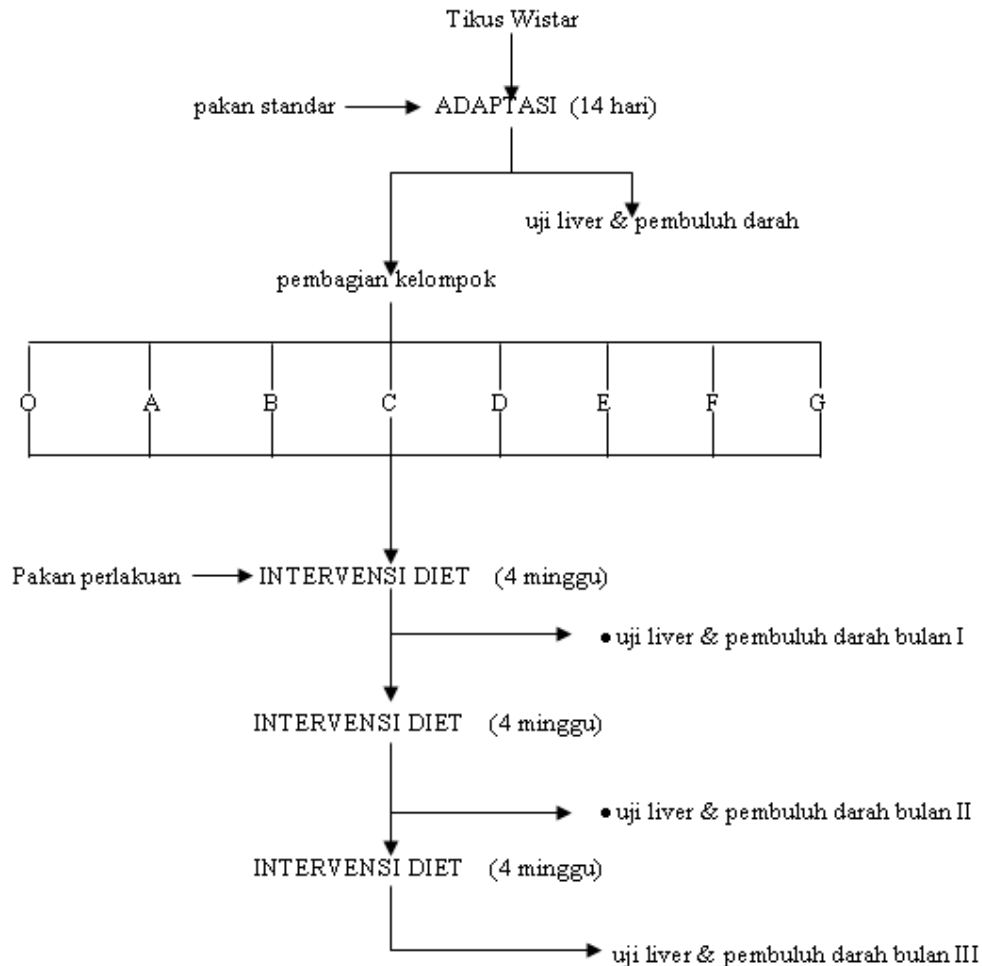 Tikus Wistar
pakan standar
ADAPTASI (14 hari)
uji liver & pembuluh darah
pembagian kelompok
O A B C D E F G
Pakan perlakuan
INTERVENSI DIET (4 minggu)
• uji liver & pembuluh darah bulan I
INTERVENSI DIET (4 minggu)
• uji liver & pembuluh darah bulan II
INTERVENSI DIET (4 minggu)
uji liver & pembuluh darah bulan III